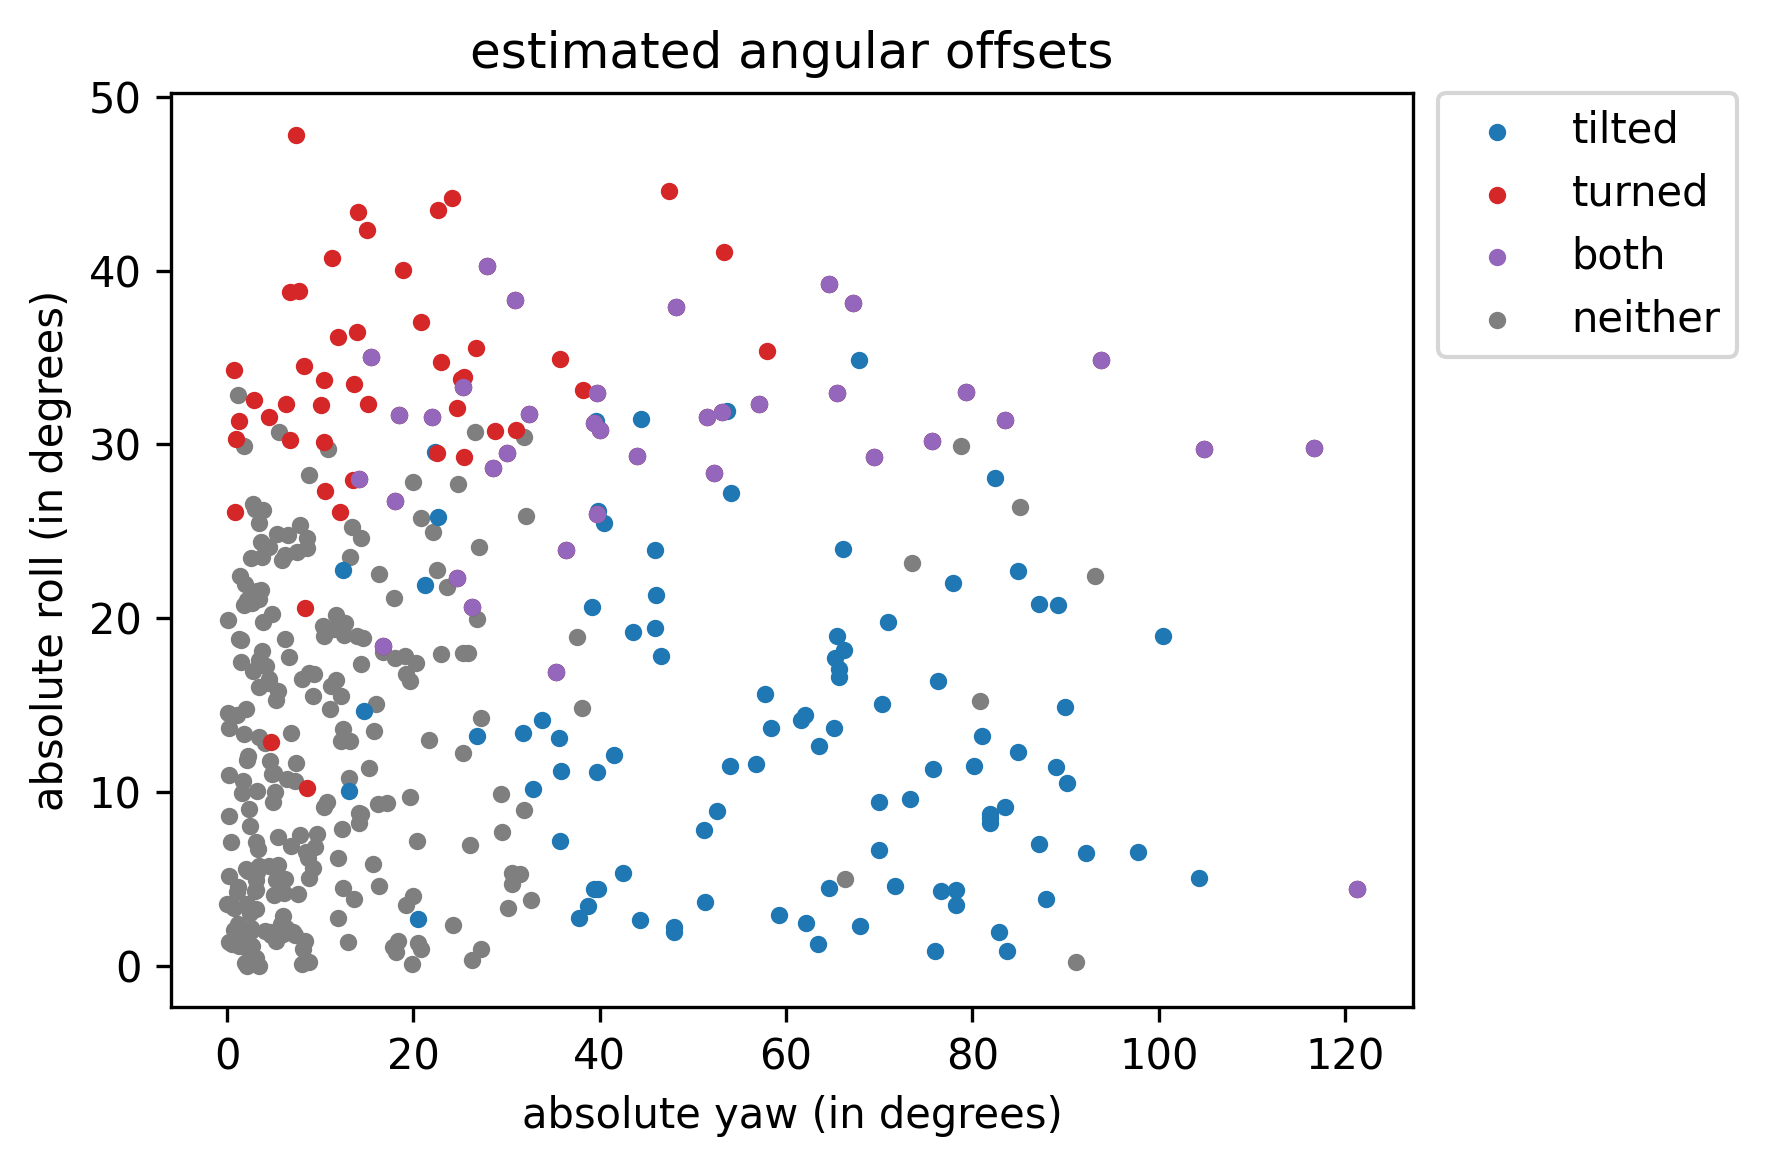 estimated angular offsets
50
40
30
20
10
0
absolute roll (in degrees)
0 20 40 60 80 100 120
absolute yaw (in degrees)
tilted
turned
both
neither